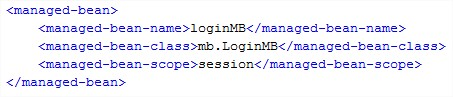 <managed-bean>
    <managed-bean-name>loginMB</managed-bean-name>
    <managed-bean-class>mb.LoginMB</managed-bean-class>
    <managed-bean-scope>session</managed-bean-scope>
</managed-bean>